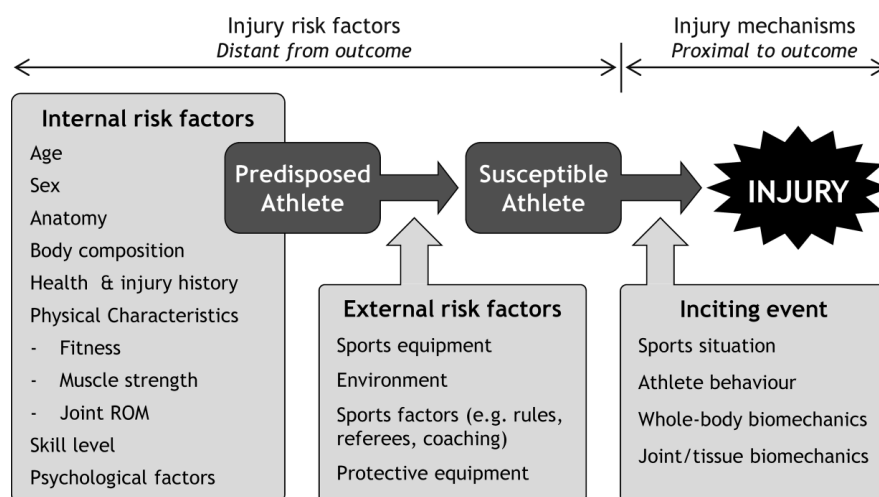 Injury risk factors
Distant from outcome
Injury mechanisms
Proximal to outcome
Internal risk factors
Age
Sex
Anatomy
Body composition
Health & injury history
Physical Characteristics
- Fitness
- Muscle strength
- Joint ROM
Skill level
Psychological factors
Predisposed
Athlete
Susceptible
Athlete
INJURY
External risk factors
Sports equipment
Environment
Sports factors (e.g. rules,
referees, coaching)
Protective equipment
Inciting event
Sports situation
Athlete behaviour
Whole-body biomechanics
Joint/tissue biomechanics